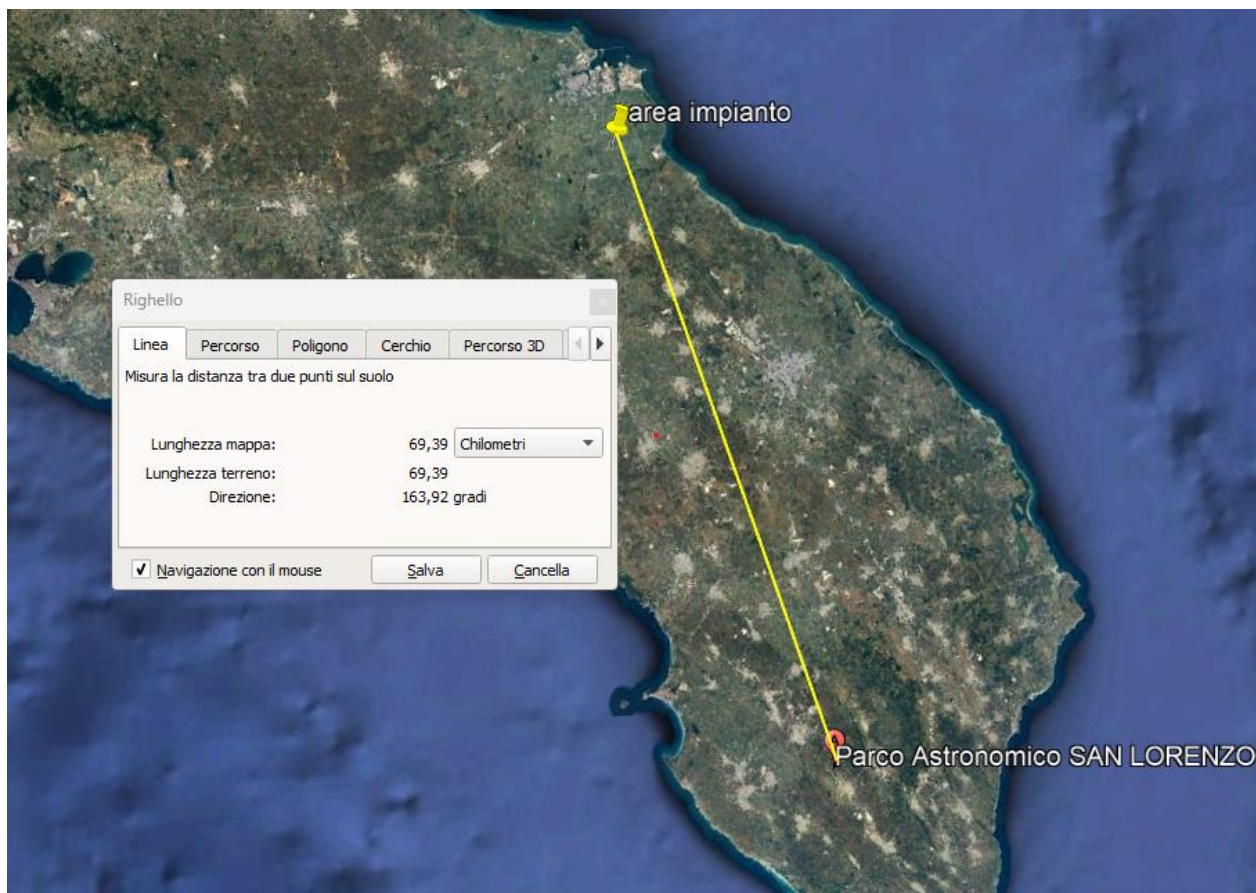 area impianto
Righello
Linea Percorso Poligono Cerchio Percorso 3D
Misura la distanza tra due punti sul suolo
Lunghezza mappa: 69,39 Chilometri
Lunghezza terreno: 69,39
Direzione: 163,92 gradi
Navigazione con il mouse Salva Cancella
Parco Astronomico SAN LORENZO